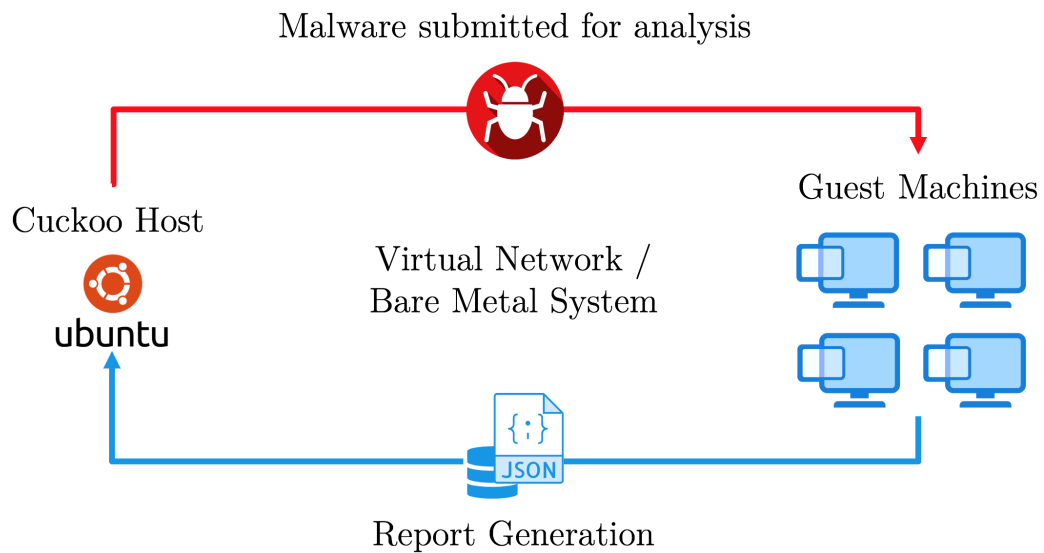 Malware submitted for analysis
Guest Machines
Cuckoo Host
Virtual Network /
Bare Metal System
ubuntu
{;}
JSON
Report Generation